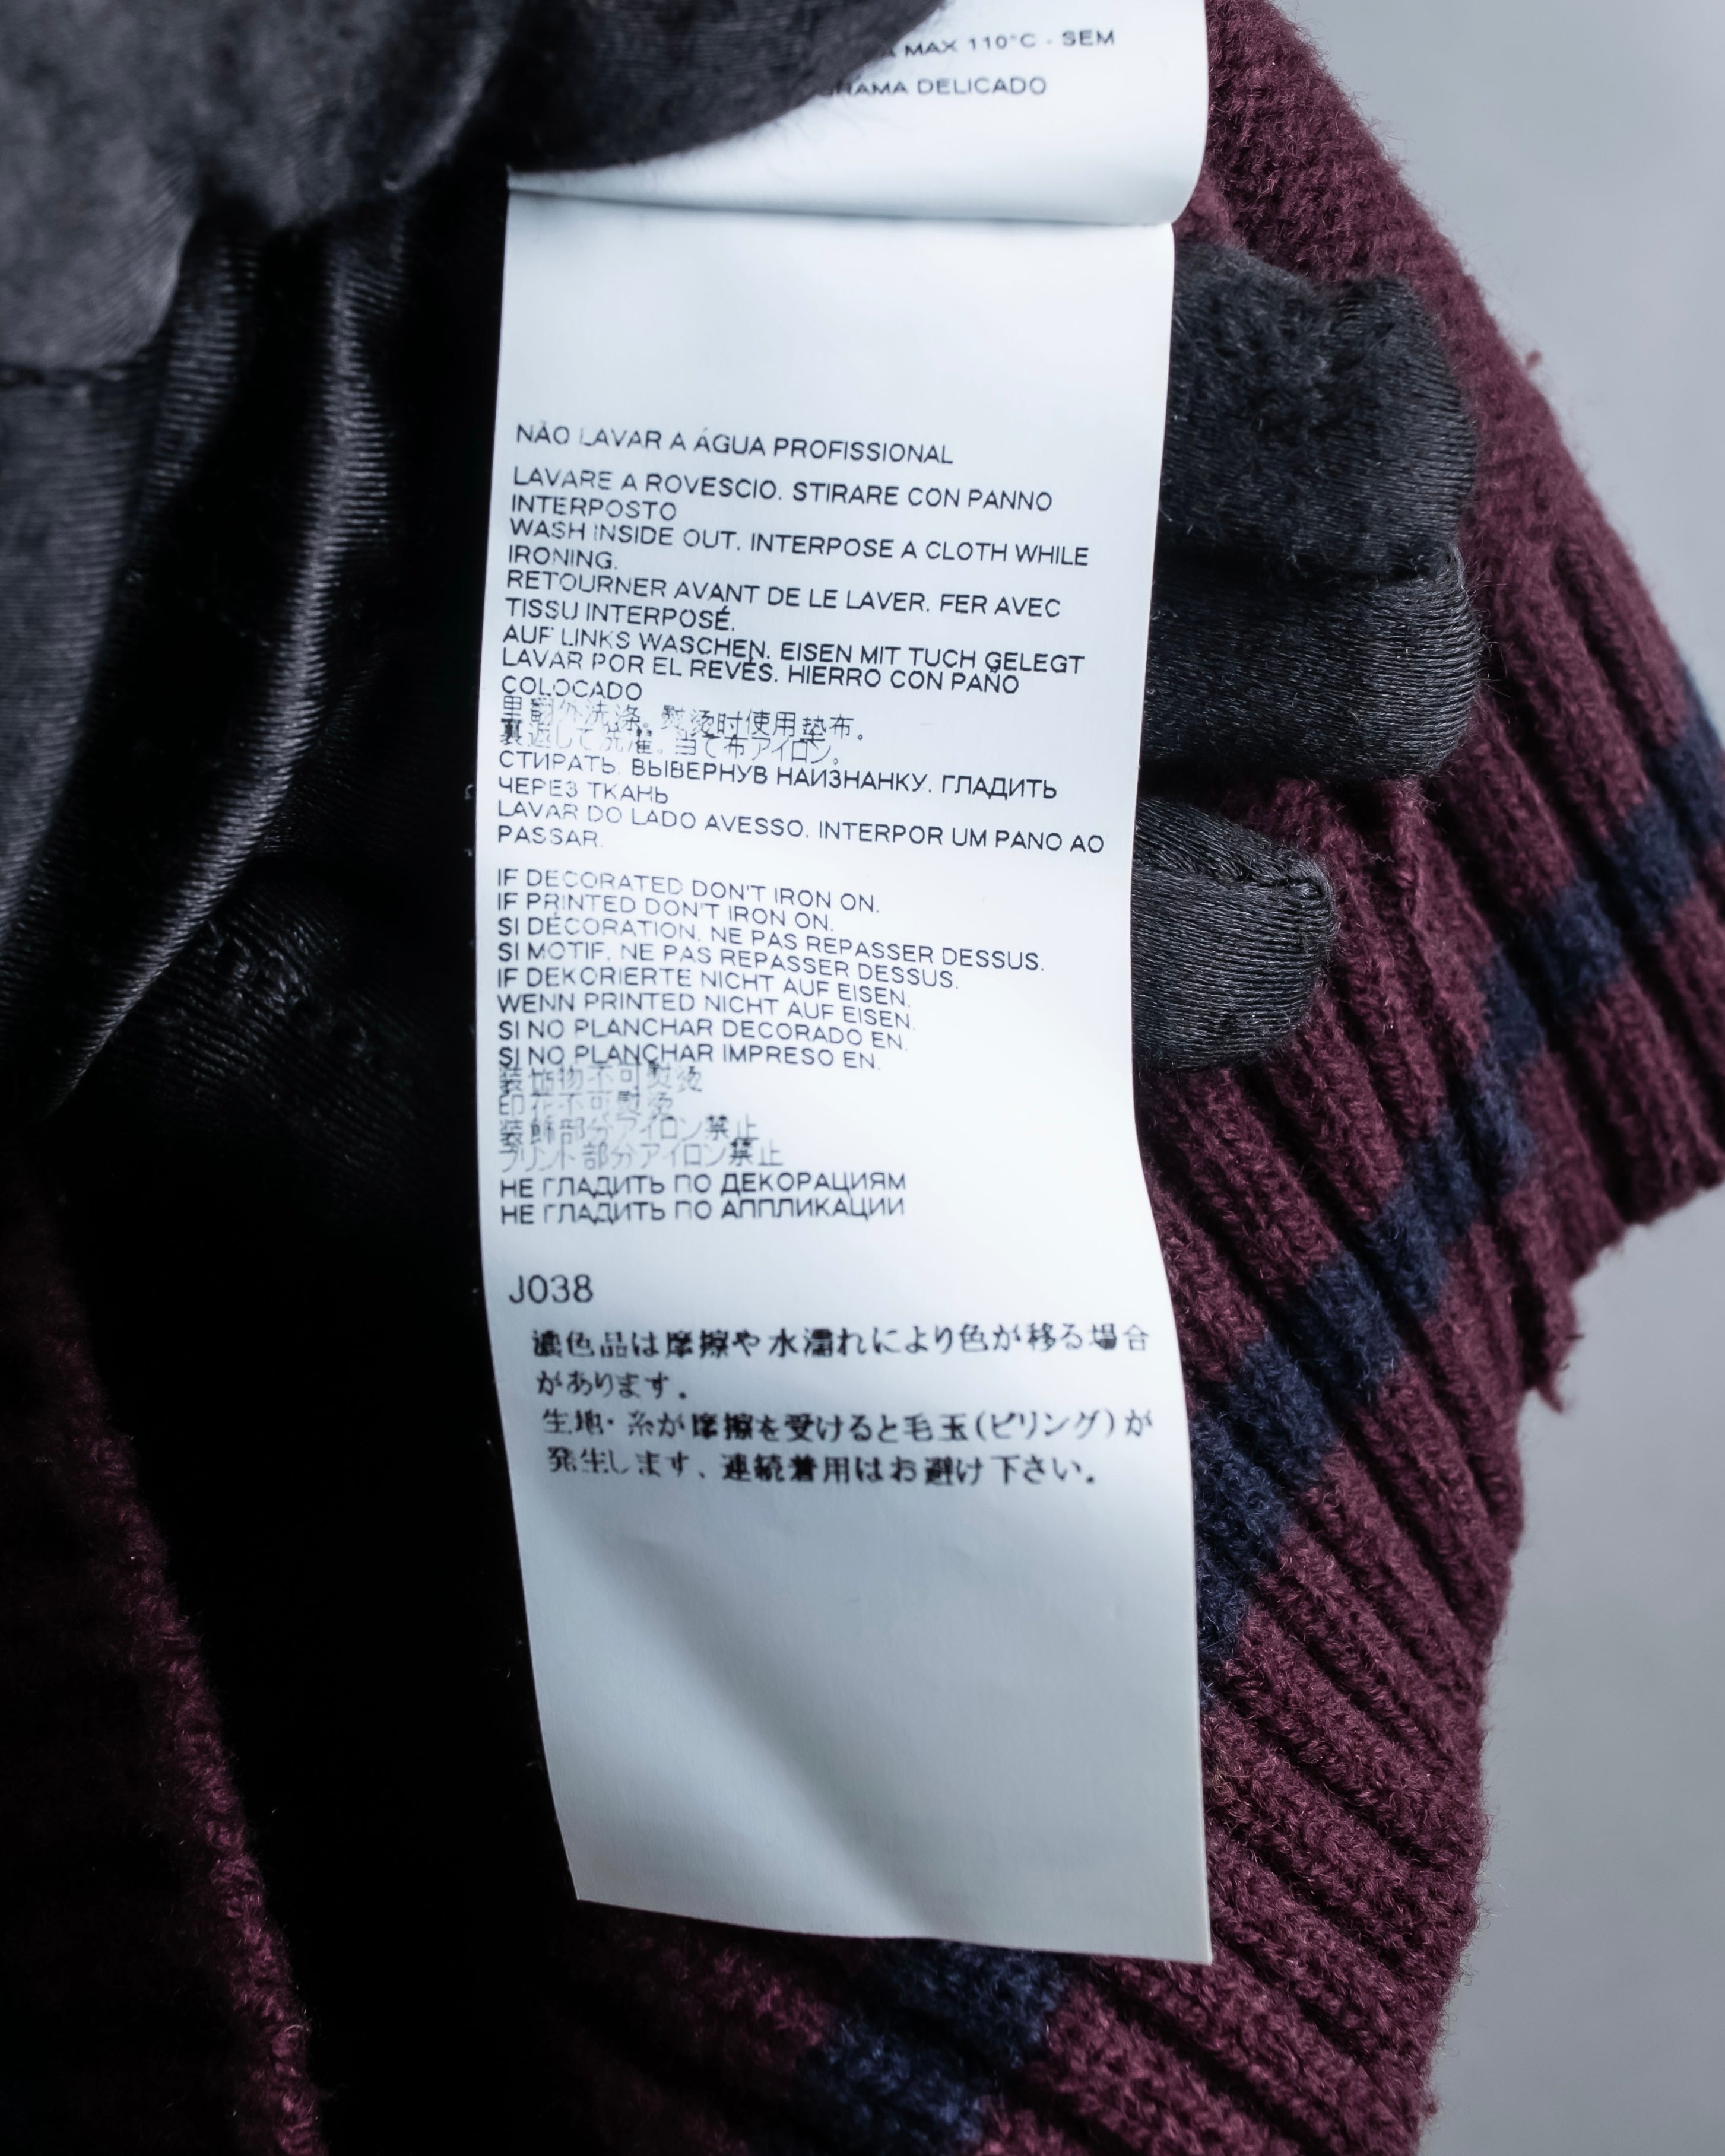 MAX 110°C - SEM
DELICADO
NÃO LAVAR A ÁGUA PROFISSIONAL
LAVARE A ROVESCIO. STIRARE CON PANNO
INTERPOSTO
WASH INSIDE OUT. INTERPOSE A CLOTH WHILE
IRONING.
RETOURNER AVANT DE LE LAVER. FER AVEC
TISSU INTERPOSÉ.
AUF LINKS WASCHEN. EISEN MIT TUCH GELEGT
LAVAR POR EL REVÉS. HIERRO CON PAÑO
COLOCADO
里翻外洗涤。熨烫时使用垫布。
裏返して洗濯。当て布アイロン。
СТИРАТЬ. ВЫВЕРНУВ НАИЗНАНКУ. ГЛАДИТЬ
ЧЕРЕЗ ТКАНЬ
LAVAR DO LADO AVESSO. INTERPOR UM PANO AO
PASSAR.
IF DECORATED DON'T IRON ON.
IF PRINTED DON'T IRON ON.
SI DÉCORATION. NE PAS REPASSER DESSUS.
SI MOTIF. NE PAS REPASSER DESSUS.
IF DEKORIERTE NICHT AUF EISEN.
WENN PRINTED NICHT AUF EISEN.
SI NO PLANCHAR DECORADO EN.
SI NO PLANCHAR IMPRESO EN.
装饰物不可熨烫
印花不可熨烫
装飾部分アイロン禁止
プリント部分アイロン禁止
НЕ ГЛАДИТЬ ПО ДЕКОРАЦИЯМ
НЕ ГЛАДИТЬ ПО АППЛИКАЦИИ
J038
濃色品は摩擦や水濡れにより色が移る場合
があります。
生地・糸が摩擦を受けると毛玉(ピリング)が
発生します、連続着用はお避け下さい。